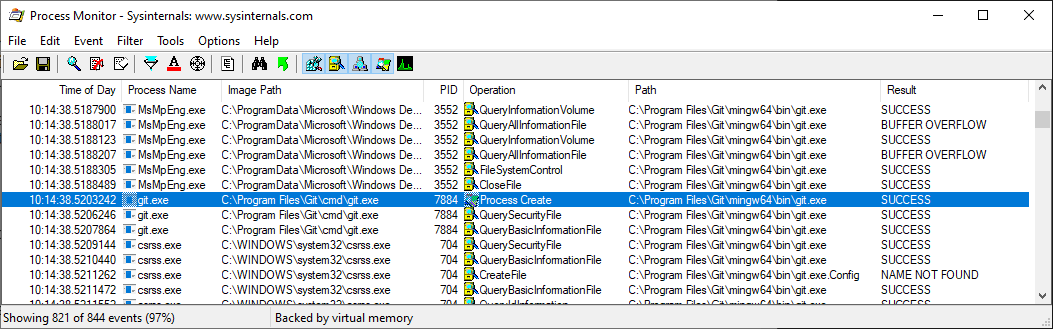 Process Monitor - Sysinternals: www.sysinternals.com
File Edit Event Filter Tools Options Help
Time of Day Process Name Image Path PID Operation Path Result
10:14:38.5187900 MsMpEng.exe C:\ProgramData\Microsoft\Windows De... 3552 QueryInformationVolume C:\Program Files\Git\mingw64\bin\git.exe SUCCESS
10:14:38.5188017 MsMpEng.exe C:\ProgramData\Microsoft\Windows De... 3552 QueryAllInformationFile C:\Program Files\Git\mingw64\bin\git.exe BUFFER OVERFLOW
10:14:38.5188123 MsMpEng.exe C:\ProgramData\Microsoft\Windows De... 3552 QueryInformationVolume C:\Program Files\Git\mingw64\bin\git.exe SUCCESS
10:14:38.5188207 MsMpEng.exe C:\ProgramData\Microsoft\Windows De... 3552 QueryAllInformationFile C:\Program Files\Git\mingw64\bin\git.exe BUFFER OVERFLOW
10:14:38.5188305 MsMpEng.exe C:\ProgramData\Microsoft\Windows De... 3552 FileSystemControl C:\Program Files\Git\mingw64\bin\git.exe SUCCESS
10:14:38.5188489 MsMpEng.exe C:\ProgramData\Microsoft\Windows De... 3552 CloseFile C:\Program Files\Git\mingw64\bin\git.exe SUCCESS
10:14:38.5203242 git.exe C:\Program Files\Git\cmd\git.exe 7884 Process Create C:\Program Files\Git\mingw64\bin\git.exe SUCCESS
10:14:38.5206246 git.exe C:\Program Files\Git\cmd\git.exe 7884 QuerySecurityFile C:\Program Files\Git\mingw64\bin\git.exe SUCCESS
10:14:38.5207864 git.exe C:\Program Files\Git\cmd\git.exe 7884 QueryBasicInformationFile C:\Program Files\Git\mingw64\bin\git.exe SUCCESS
10:14:38.5209144 csrss.exe C:\WINDOWS\system32\csrss.exe 704 QuerySecurityFile C:\Program Files\Git\mingw64\bin\git.exe SUCCESS
10:14:38.5210440 csrss.exe C:\WINDOWS\system32\csrss.exe 704 QueryBasicInformationFile C:\Program Files\Git\mingw64\bin\git.exe SUCCESS
10:14:38.5211262 csrss.exe C:\WINDOWS\system32\csrss.exe 704 CreateFile C:\Program Files\Git\mingw64\bin\git.exe.Config NAME NOT FOUND
10:14:38.5211472 csrss.exe C:\WINDOWS\system32\csrss.exe 704 QueryBasicInformationFile C:\Program Files\Git\mingw64\bin\git.exe SUCCESS
Showing 821 of 844 events (97%) Backed by virtual memory